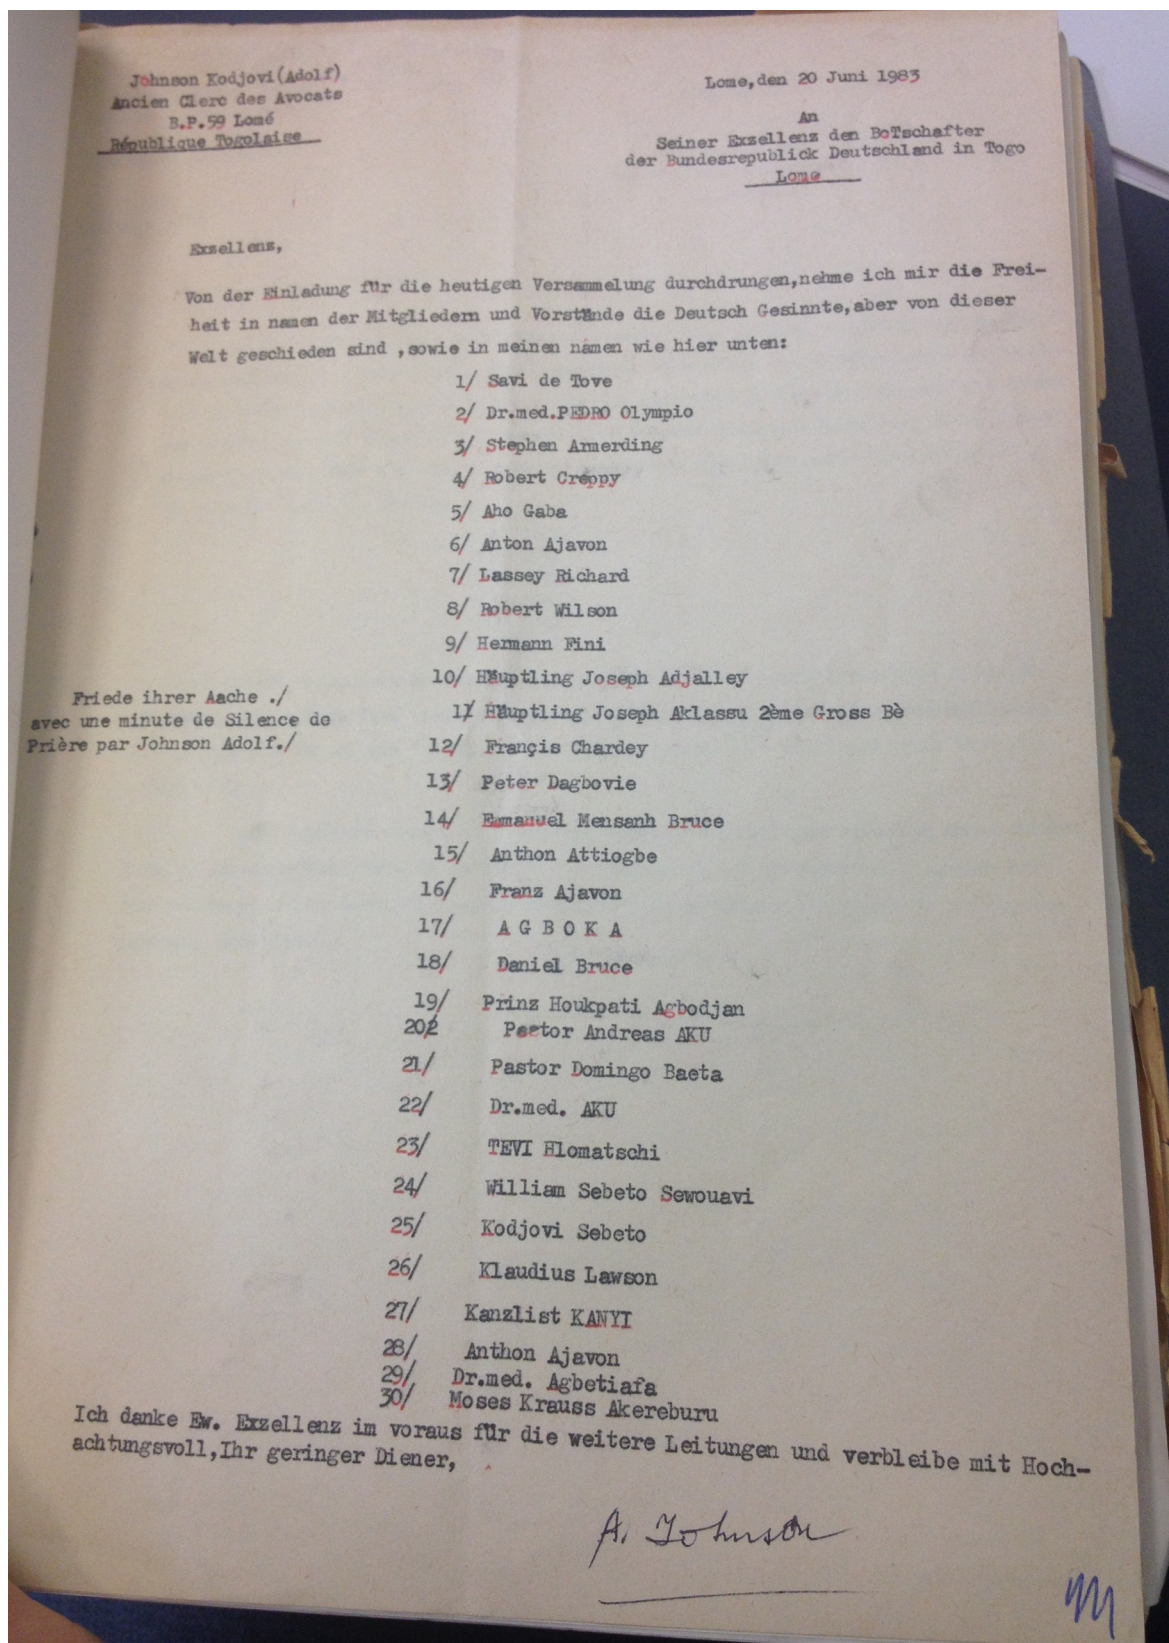 Johnson Kodjovi(Adolf)
Ancien Clerc des Avocats
B.P.59 Lomé
République Togolaise
Lome,den 20 Juni 1983
An
Seiner Exzellenz den BoTschafter
der Bundesrepublick Deutschland in Togo
Lome
Exzellenz,
Von der Einladung für die heutigen Versammelung durchdrungen,nehme ich mir die Frei-
heit in namen der Mitgliedern und Vorstände die Deutsch Gesinnte,aber von dieser
Welt geschieden sind ,sowie in meinen namen wie hier unten:
1/ Savi de Tove
2/ Dr.med.PEDRO Olympio
3/ Stephen Armerding
4/ Robert Créppy
5/ Aho Gaba
6/ Anton Ajavon
7/ Lassey Richard
8/ Robert Wilson
9/ Hermann Fini
10/ Häuptling Joseph Adjalley
Friede ihrer Aache ./
avec une minute de Silence de
Prière par Johnson Adolf./
11/ Häuptling Joseph Aklassu 2ème Gross Bè
12/ Françis Chardey
13/ Peter Dagbovie
14/ Emmanuel Mensanh Bruce
15/ Anthon Attiogbe
16/ Franz Ajavon
17/ A G B O K A
18/ Daniel Bruce
19/ Prinz Houkpati Agbodjan
20/ Pastor Andreas AKU
21/ Pastor Domingo Baeta
22/ Dr.med. AKU
23/ TEVI Hlomatschi
24/ William Sebeto Sewouavi
25/ Kodjovi Sebeto
26/ Klaudius Lawson
27/ Kanzlist KANYI
28/ Anthon Ajavon
29/ Dr.med. Agbetiafa
30/ Moses Krauss Akereburu
Ich danke Ew. Exzellenz im voraus für die weitere Leitungen und verbleibe mit Hoch-
achtungsvoll,Ihr geringer Diener,
A. Johnson